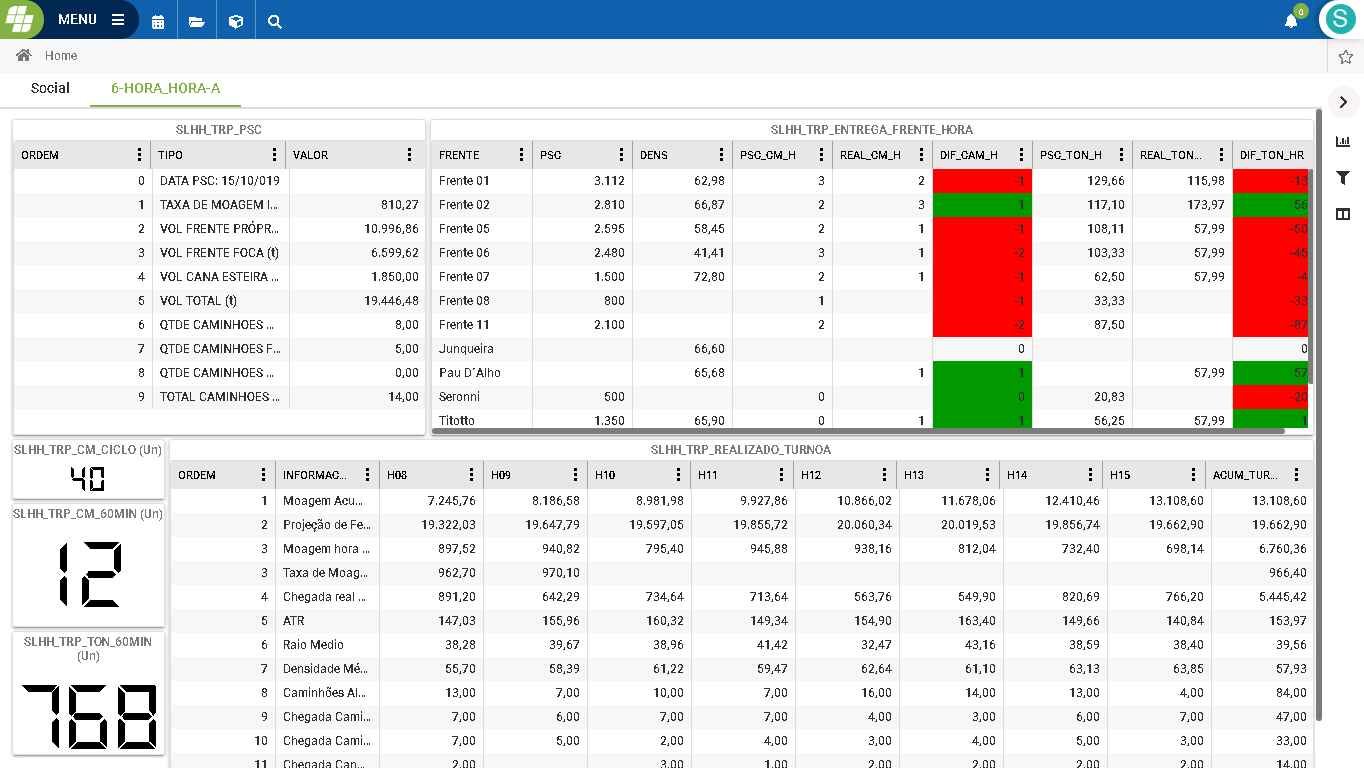 MENU
0
S
Home
Social 6-HORA_HORA-A
SLHH_TRP_PSC
ORDEM TIPO VALOR
0 DATA PSC: 15/10/019
1 TAXA DE MOAGEM I... 810,27
2 VOL FRENTE PRÓPR... 10.996,86
3 VOL FRENTE FOCA (t) 6.599,62
4 VOL CANA ESTEIRA ... 1.850,00
5 VOL TOTAL (t) 19.446,48
6 QTDE CAMINHOES ... 8,00
7 QTDE CAMINHOES F... 5,00
8 QTDE CAMINHOES ... 0,00
9 TOTAL CAMINHOES ... 14,00
SLHH_TRP_ENTREGA_FRENTE_HORA
FRENTE PSC DENS PSC_CM_H REAL_CM_H DIF_CAM_H PSC_TON_H REAL_TON... DIF_TON_HR
Frente 01 3.112 62,98 3 2 -1 129,66 115,98 -13
Frente 02 2.810 66,87 2 3 1 117,10 173,97 56
Frente 05 2.595 58,45 2 1 -1 108,11 57,99 -50
Frente 06 2.480 41,41 3 1 -2 103,33 57,99 -45
Frente 07 1.500 72,80 2 1 -1 62,50 57,99 -4
Frente 08 800 1 -1 33,33 -33
Frente 11 2.100 2 -2 87,50 -87
Junqueira 66,60 0 0
Pau D´Alho 65,68 1 1 57,99 57
Seronni 500 0 0 20,83 -20
Titotto 1.350 65,90 0 1 1 56,25 57,99 1
SLHH_TRP_CM_CICLO (Un)
40
SLHH_TRP_CM_60MIN (Un)
12
SLHH_TRP_TON_60MIN
(Un)
768
SLHH_TRP_REALIZADO_TURNOA
ORDEM INFORMAC... H08 H09 H10 H11 H12 H13 H14 H15 AGUM_TUR...
1 Moagem Acu... 7.245,76 8.186,58 8.981,98 9.927,86 10.866,02 11.678,06 12.410,46 13.108,60 13.108,60
2 Projeção de Fe... 19.322,03 19.647,79 19.597,05 19.855,72 20.060,34 20.019,53 19.856,74 19.662,90 19.662,90
3 Moagem hora ... 897,52 940,82 795,40 945,88 938,16 812,04 732,40 698,14 6.760,36
3 Taxa de Moag... 962,70 970,10 966,40
4 Chegada real ... 891,20 642,29 734,64 713,64 563,76 549,90 820,69 766,20 5.445,42
5 ATR 147,03 155,96 160,32 149,34 154,90 163,40 149,66 140,84 153,97
6 Raio Medio 38,28 39,67 38,96 41,42 32,47 43,16 38,59 38,40 39,56
7 Densidade Mé... 55,70 58,39 61,22 59,47 62,64 61,10 63,13 63,85 57,93
8 Caminhões Al... 13,00 7,00 10,00 7,00 16,00 14,00 13,00 4,00 84,00
9 Chegada Cami... 7,00 6,00 7,00 7,00 4,00 3,00 6,00 7,00 47,00
10 Chegada Cami... 7,00 5,00 2,00 4,00 3,00 4,00 5,00 3,00 33,00
11 Chegada Can... 2,00 3,00 1,00 2,00 2,00 2,00 2,00 14,00